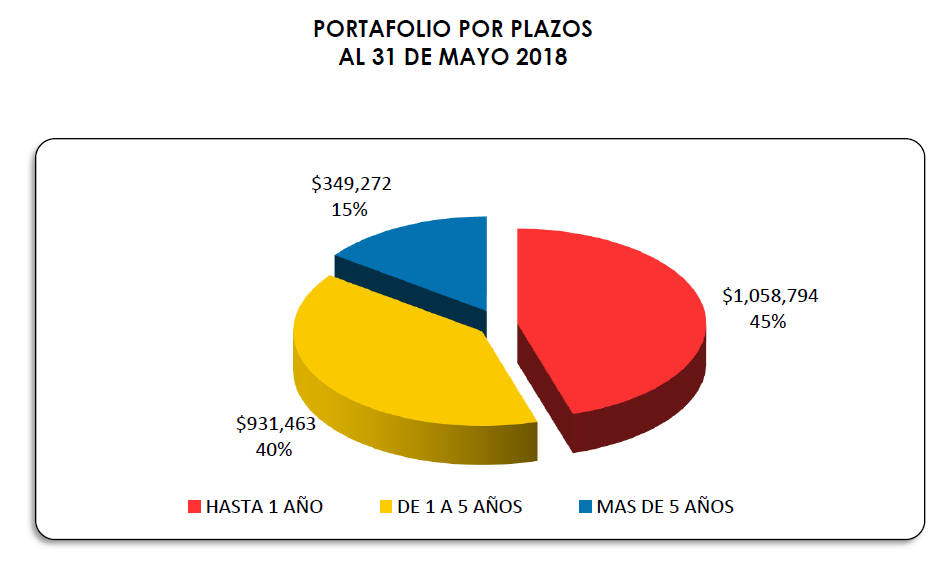 PORTAFOLIO POR PLAZOS
AL 31 DE MAYO 2018
$349,272
15%
$1,058,794
45%
$931,463
40%
HASTA 1 AÑO
DE 1 A 5 AÑOS
MAS DE 5 AÑOS